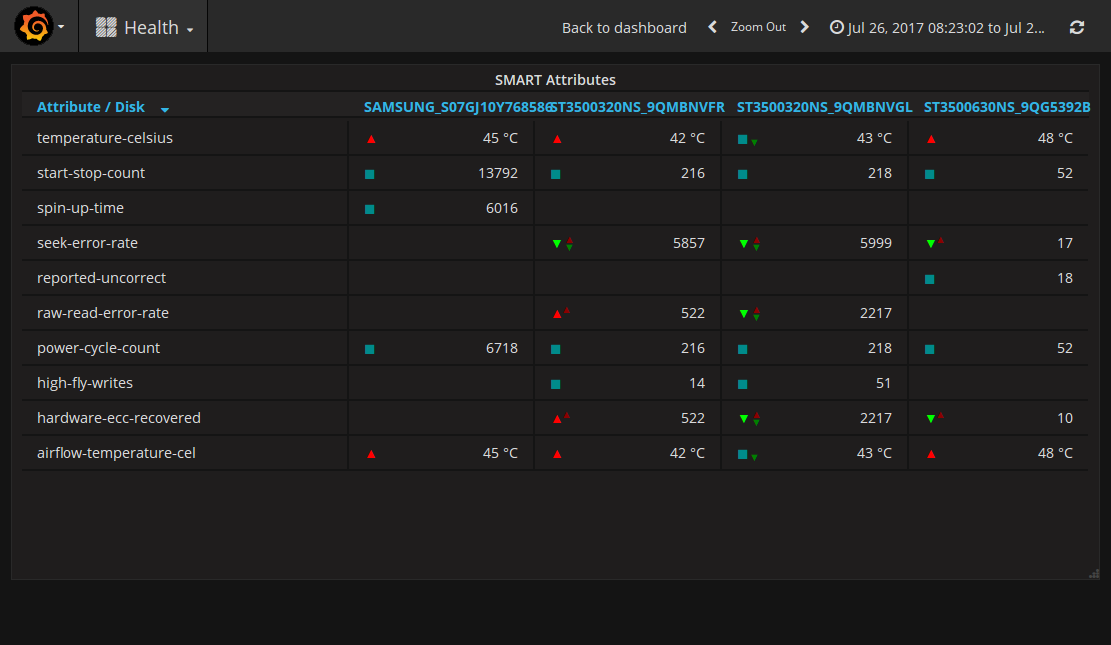 Health Back to dashboard Zoom Out Jul 26, 2017 08:23:02 to Jul 2...
SMART Attributes
Attribute / Disk SAMSUNG_S07GJ10Y768586 ST3500320NS_9QMBNVFR ST3500320NS_9QMBNVGL ST3500630NS_9QG5392B
temperature-celsius 45 °C 42 °C 43 °C 48 °C
start-stop-count 13792 216 218 52
spin-up-time 6016
seek-error-rate 5857 5999 17
reported-uncorrect 18
raw-read-error-rate 522 2217
power-cycle-count 6718 216 218 52
high-fly-writes 14 51
hardware-ecc-recovered 522 2217 10
airflow-temperature-cel 45 °C 42 °C 43 °C 48 °C